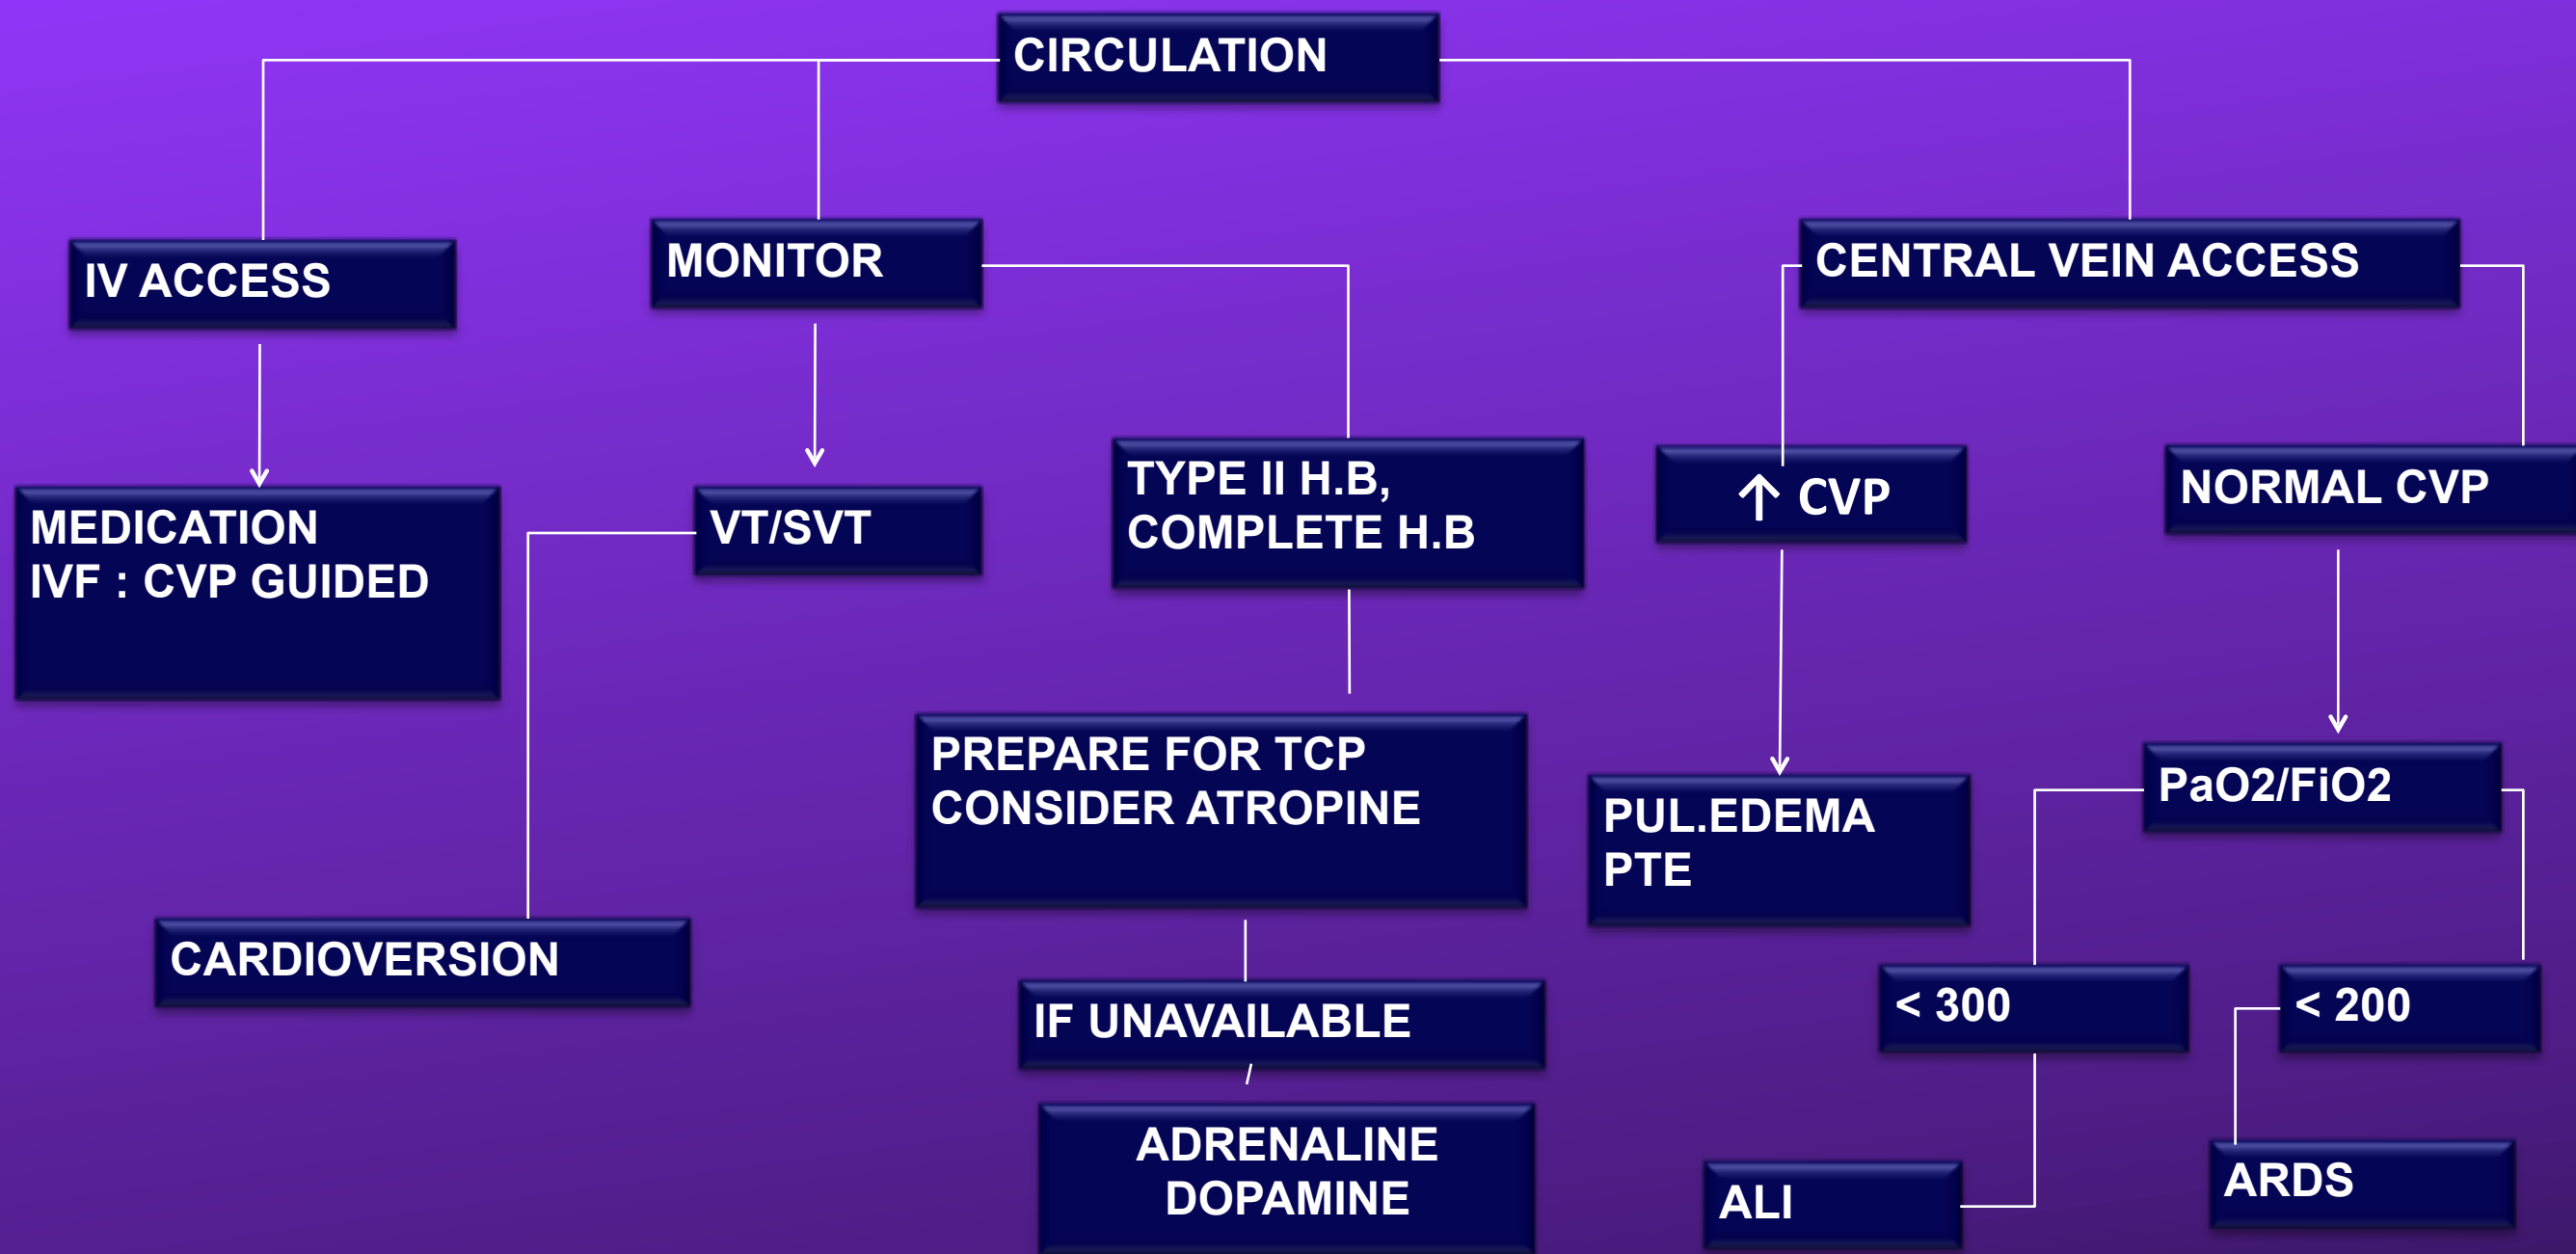 CIRCULATION
IV ACCESS
MONITOR
CENTRAL VEIN ACCESS
MEDICATION
IVF : CVP GUIDED
VT/SVT
TYPE II H.B,
COMPLETE H.B
↑ CVP
NORMAL CVP
PREPARE FOR TCP
CONSIDER ATROPINE
PUL.EDEMA
PTE
PaO2/FiO2
CARDIOVERSION
IF UNAVAILABLE
< 300
< 200
ADRENALINE
DOPAMINE
ALI
ARDS